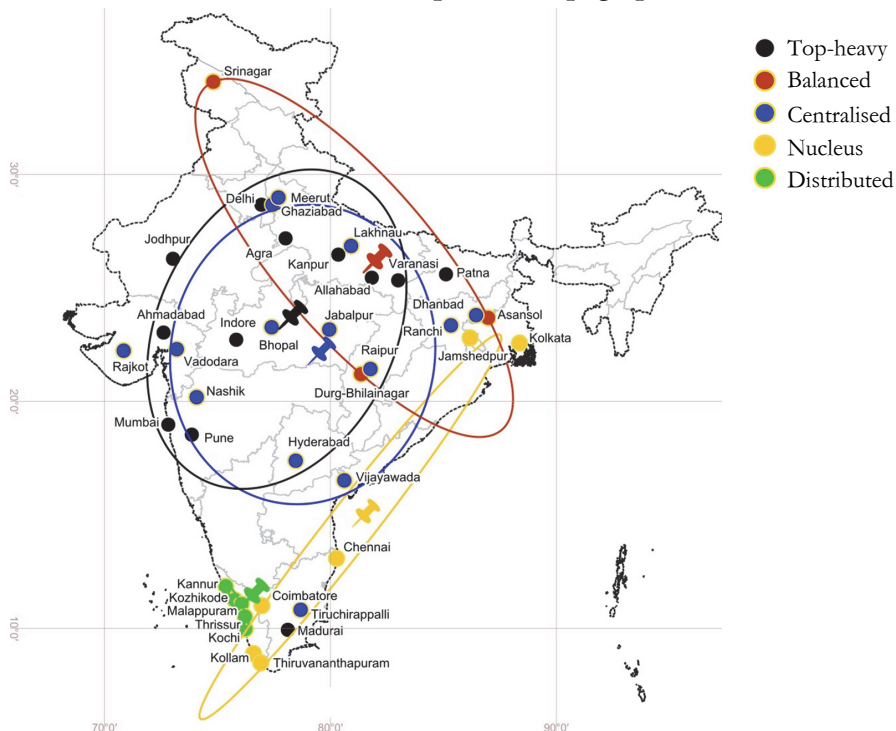 Srinagar
Top-heavy
Balanced
Centralised
Nucleus
Distributed
30°0'
Delhi
Meerut
Ghaziabad
Jodhpur
Agra
Lakhnau
Kanpur
Varanasi
Allahabad
Patna
Dhanbad
Ahmadabad
Indore
Jabalpur
Asansol
Ranchi
Kolkata
Bhopal
Rajkot
Vadodara
Raipur
Jamshedpur
Durg-Bhilainagar
Nashik
20°0'
Mumbai
Pune
Hyderabad
Vijayawada
Chennai
Kannur
Kozhikode
Coimbatore
Malappuram
Tiruchirappalli
Thrissur
10°0'
Madurai
Kochi
Kollam
Thiruvananthapuram
70°0'
80°0'
90°0'